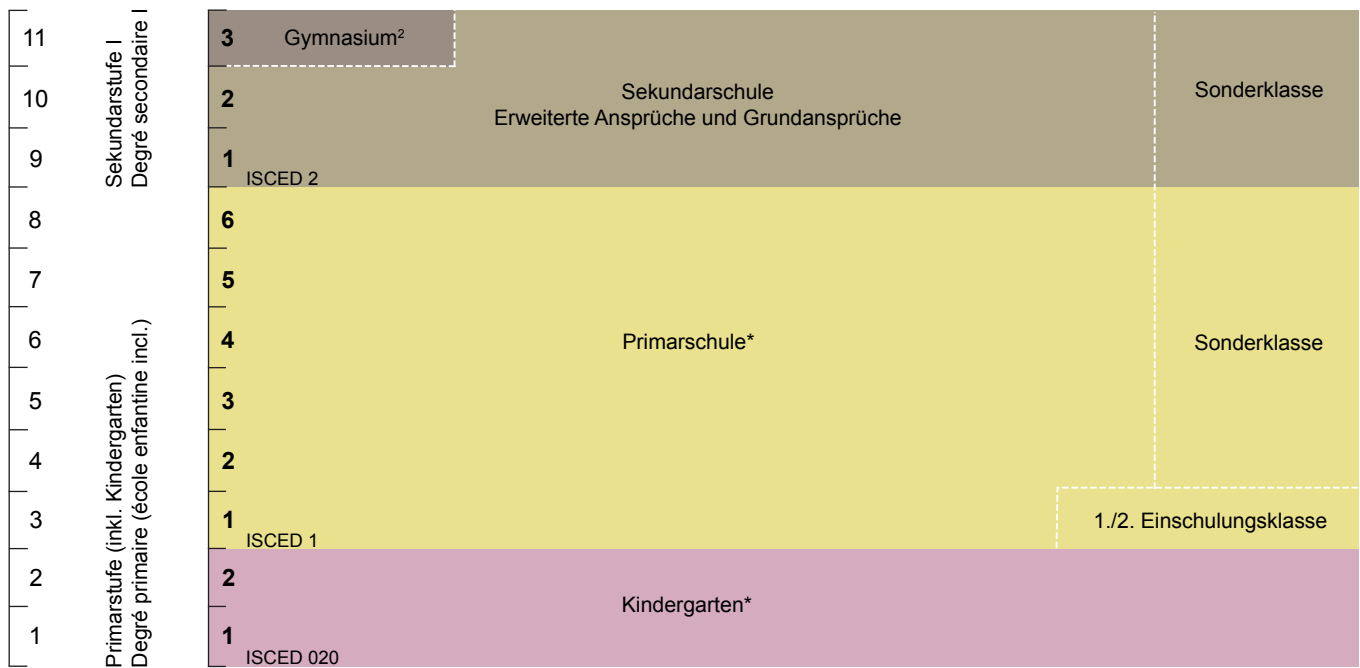 11
Sekundarstufe I
Degré secondaire I
3
Gymnasium²
10
2
Sekundarschule
Erweiterte Ansprüche und Grundansprüche
Sonderklasse
9
1
ISCED 2
8
6
7
5
6
4
Primarschule*
Sonderklasse
5
3
4
2
3
1
ISCED 1
1./2. Einschulungsklasse
Primarstufe (inkl. Kindergarten)
Degré primaire (école enfantine incl.)
2
2
Kindergarten*
1
1
ISCED 020